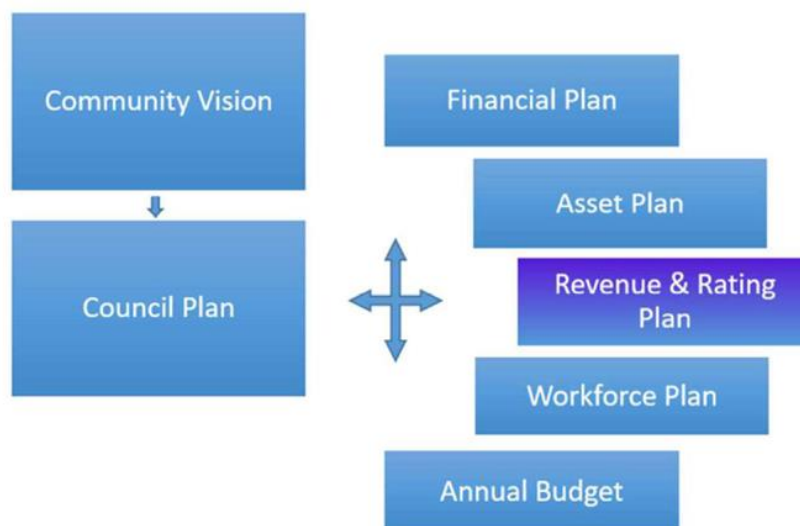 Community Vision
Council Plan
Financial Plan
Asset Plan
Revenue & Rating
Plan
Workforce Plan
Annual Budget